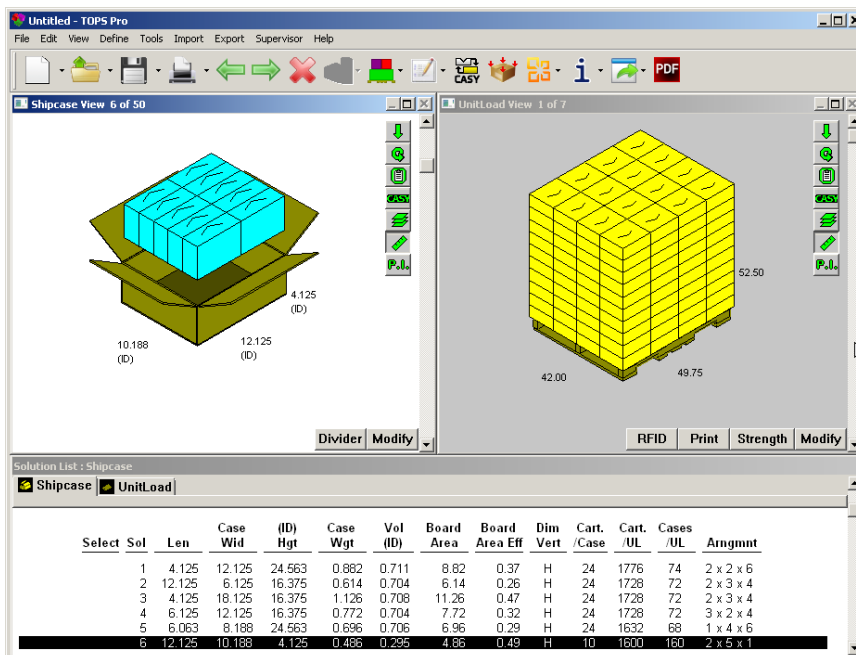 Untitled - TOPS Pro
File Edit View Define Tools Import Export Supervisor Help
CASY i PDF
Shipcase View 6 of 50
UnitLoad View 1 of 7
CASY
P.I.
CASY
P.I.
4.125
(ID)
10.188
(ID)
12.125
(ID)
52.50
42.00
49.75
Divider Modify
RFID Print Strength Modify
Solution List : Shipcase
Shipcase UnitLoad
Case (ID) Case Vol Board Board Dim Cart. Cart. Cases
Select Sol Len Wid Hgt Wgt (ID) Area Area Eff Vert /Case /UL /UL Arngmnt
1 4.125 12.125 24.563 0.882 0.711 8.82 0.37 H 24 1776 74 2 x 2 x 6
2 12.125 6.125 16.375 0.614 0.704 6.14 0.26 H 24 1728 72 2 x 3 x 4
3 4.125 18.125 16.375 1.126 0.708 11.26 0.47 H 24 1728 72 2 x 3 x 4
4 6.125 12.125 16.375 0.772 0.704 7.72 0.32 H 24 1728 72 3 x 2 x 4
5 6.063 8.188 24.563 0.696 0.706 6.96 0.29 H 24 1632 68 1 x 4 x 6
6 12.125 10.188 4.125 0.486 0.295 4.86 0.49 H 10 1600 160 2 x 5 x 1